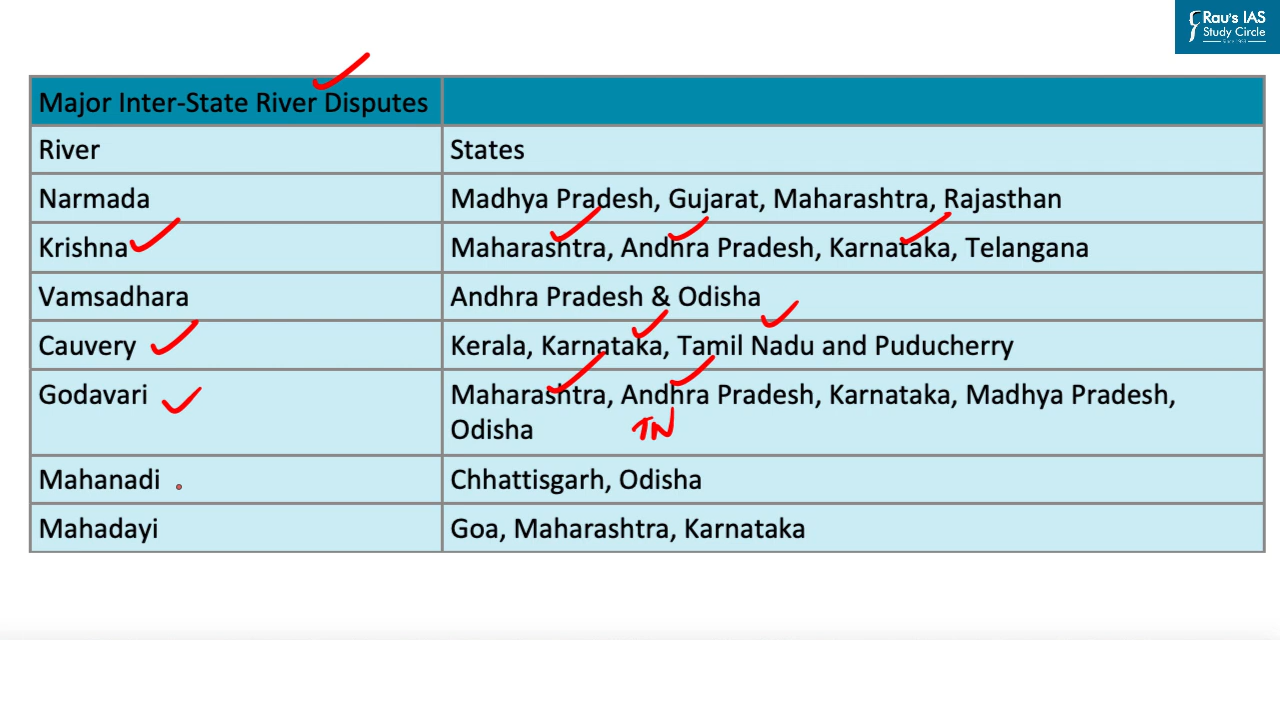 Rau's IAS
Study Circle
Major Inter-State River Disputes
River States
Narmada Madhya Pradesh, Gujarat, Maharashtra, Rajasthan
Krishna Maharashtra, Andhra Pradesh, Karnataka, Telangana
Vamsadhara Andhra Pradesh & Odisha
Cauvery Kerala, Karnataka, Tamil Nadu and Puducherry
Godavari Maharashtra, Andhra Pradesh, Karnataka, Madhya Pradesh,
Odisha
TN
Mahanadi Chhattisgarh, Odisha
Mahadayi Goa, Maharashtra, Karnataka